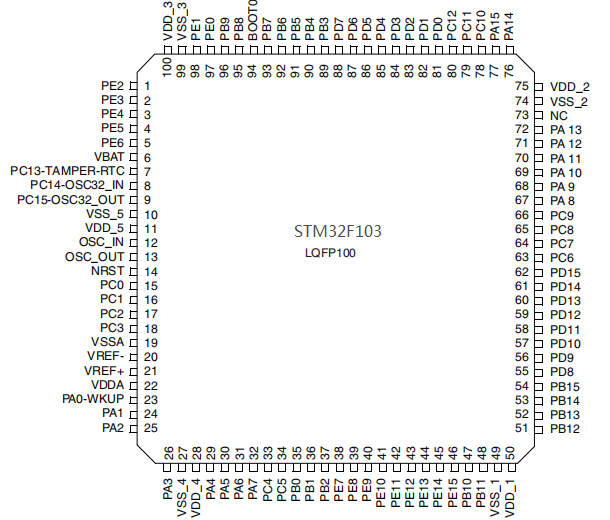 VDD_3
VSS_3
PE1
PE0
PB9
PB8
BOOT0
PB7
PB6
PB5
PB4
PB3
PD7
PD6
PD5
PD4
PD3
PD2
PD1
PD0
PC12
PC11
PC10
PA15
PA14
100
99
98
97
96
95
94
93
92
91
90
89
88
87
86
85
84
83
82
81
80
79
78
77
76
PE2 1
PE3 2
PE4 3
PE5 4
PE6 5
VBAT 6
PC13-TAMPER-RTC 7
PC14-OSC32_IN 8
PC15-OSC32_OUT 9
VSS_5 10
VDD_5 11
OSC_IN 12
OSC_OUT 13
NRST 14
PC0 15
PC1 16
PC2 17
PC3 18
VSSA 19
VREF- 20
VREF+ 21
VDDA 22
PA0-WKUP 23
PA1 24
PA2 25
STM32F103
LQFP100
75 VDD_2
74 VSS_2
73 NC
72 PA 13
71 PA 12
70 PA 11
69 PA 10
68 PA 9
67 PA 8
66 PC9
65 PC8
64 PC7
63 PC6
62 PD15
61 PD14
60 PD13
59 PD12
58 PD11
57 PD10
56 PD9
55 PD8
54 PB15
53 PB14
52 PB13
51 PB12
26
27
28
29
30
31
32
33
34
35
36
37
38
39
40
41
42
43
44
45
46
47
48
49
50
PA3
VSS_4
VDD_4
PA4
PA5
PA6
PA7
PC4
PC5
PB0
PB1
PB2
PE7
PE8
PE9
PE10
PE11
PE12
PE13
PE14
PE15
PB10
PB11
VSS_1
VDD_1